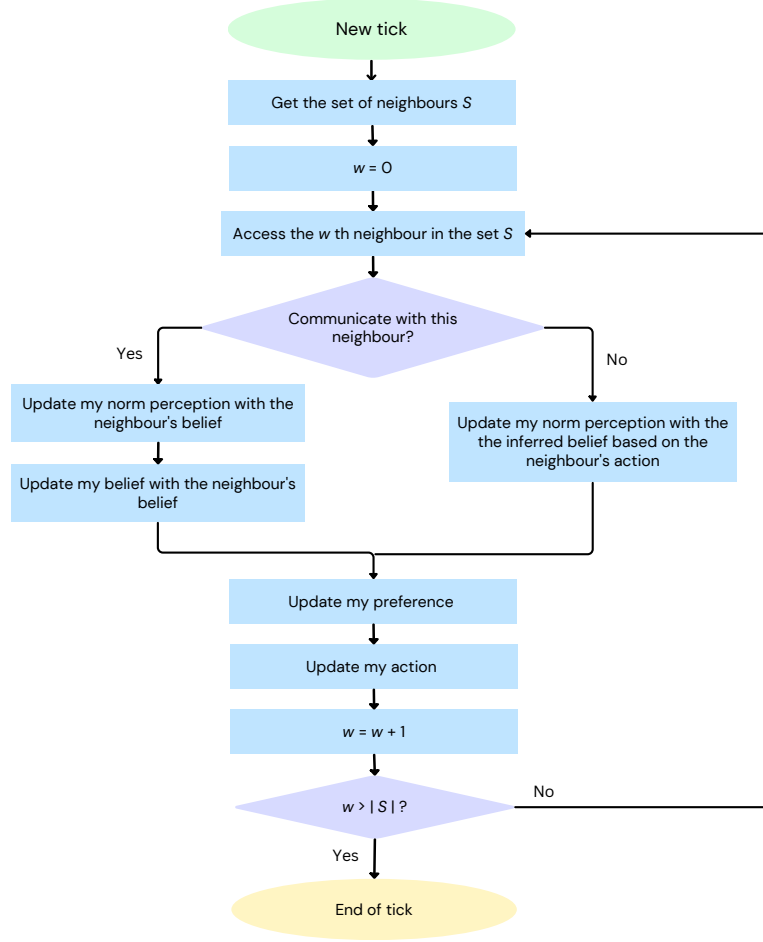 New tick
Get the set of neighbours S
w = 0
Access the w th neighbour in the set S
Communicate with this
neighbour?
Yes
No
Update my norm perception with the
neighbour's belief
Update my norm perception with the
the inferred belief based on the
neighbour's action
Update my belief with the neighbour's
belief
Update my preference
Update my action
w = w + 1
w > | S | ?
No
Yes
End of tick